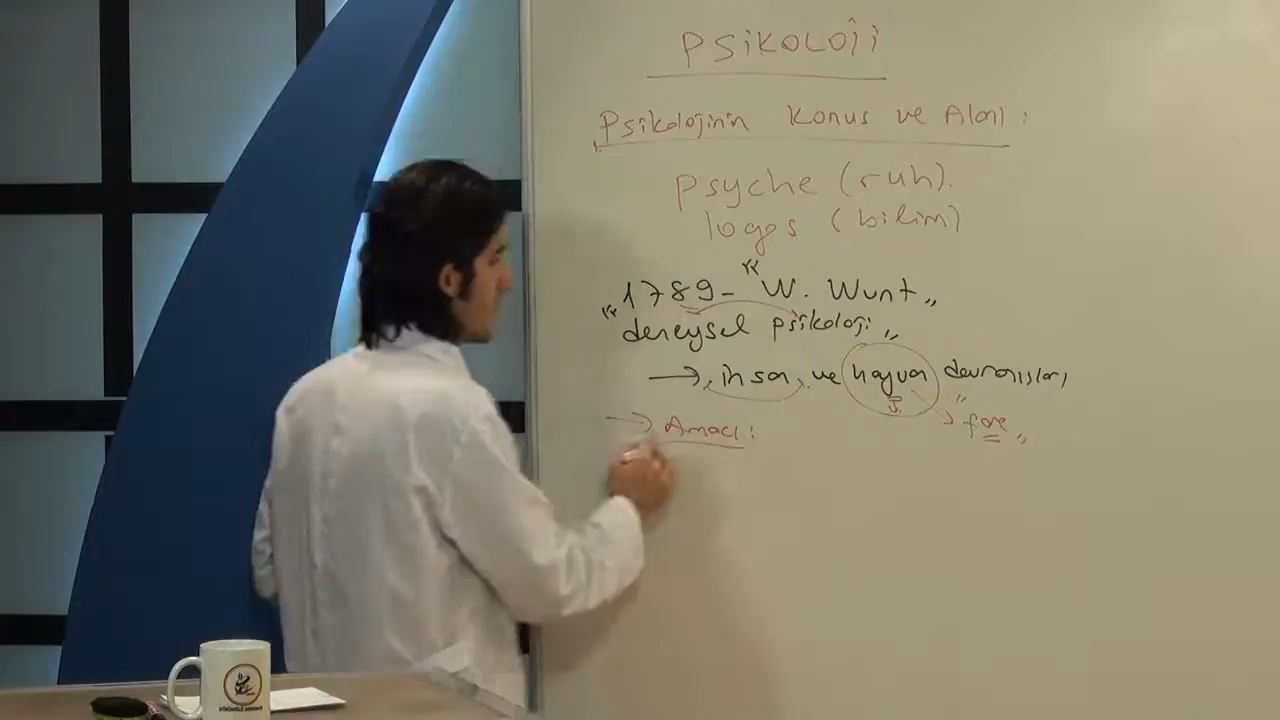 PSiKOLOJi
Psikolojinin Konus ve Alanı:
psyche (ruh).
logos (bilim)
1789- "W. Wunt"
"deneysel psikoloji"
→ insan ve hayvan davranışları
→ fare
→ Amacı: